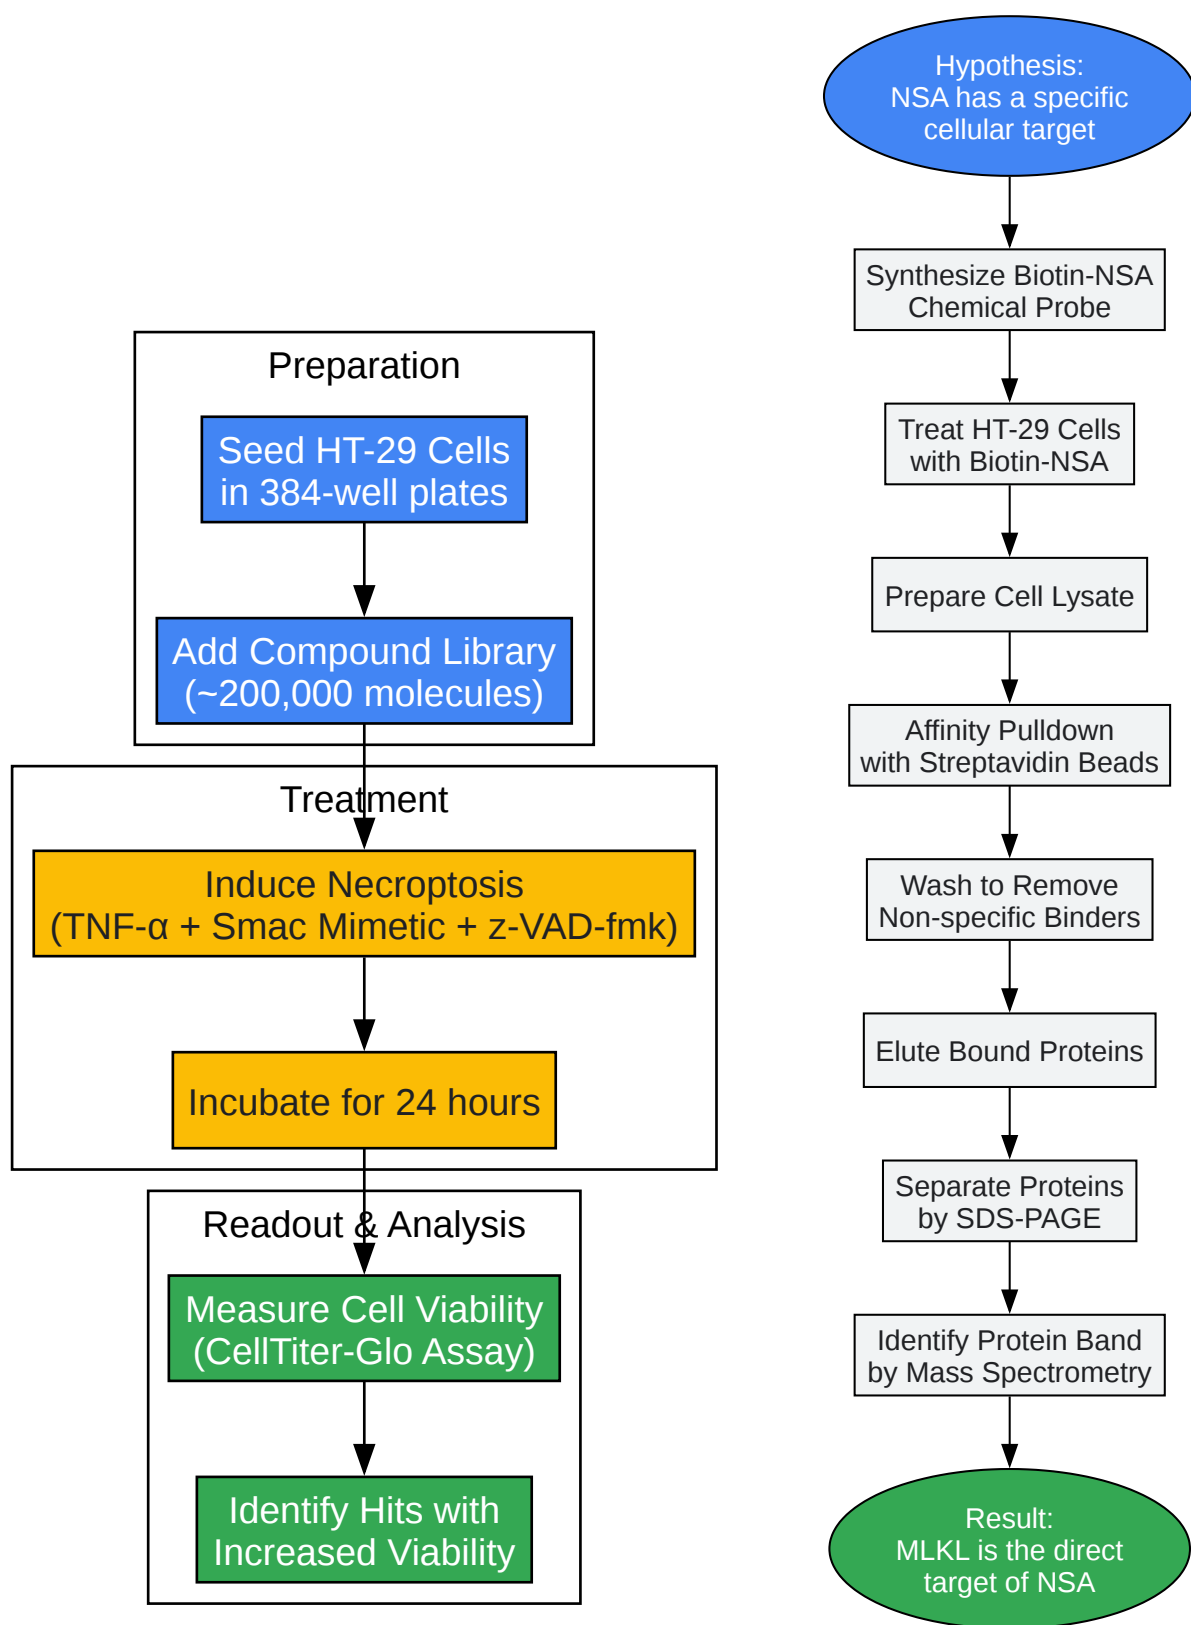 Preparation
Seed HT-29 Cells
in 384-well plates
Add Compound Library
(~200,000 molecules)
Treatment
Induce Necroptosis
(TNF-α + Smac Mimetic + z-VAD-fmk)
Incubate for 24 hours
Readout & Analysis
Measure Cell Viability
(CellTiter-Glo Assay)
Identify Hits with
Increased Viability
Hypothesis:
NSA has a specific
cellular target
Synthesize Biotin-NSA
Chemical Probe
Treat HT-29 Cells
with Biotin-NSA
Prepare Cell Lysate
Affinity Pulldown
with Streptavidin Beads
Wash to Remove
Non-specific Binders
Elute Bound Proteins
Separate Proteins
by SDS-PAGE
Identify Protein Band
by Mass Spectrometry
Result:
MLKL is the direct
target of NSA